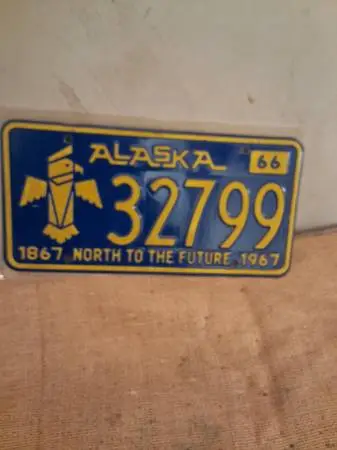 ALASKA 66
32799
1867 NORTH TO THE FUTURE 1967